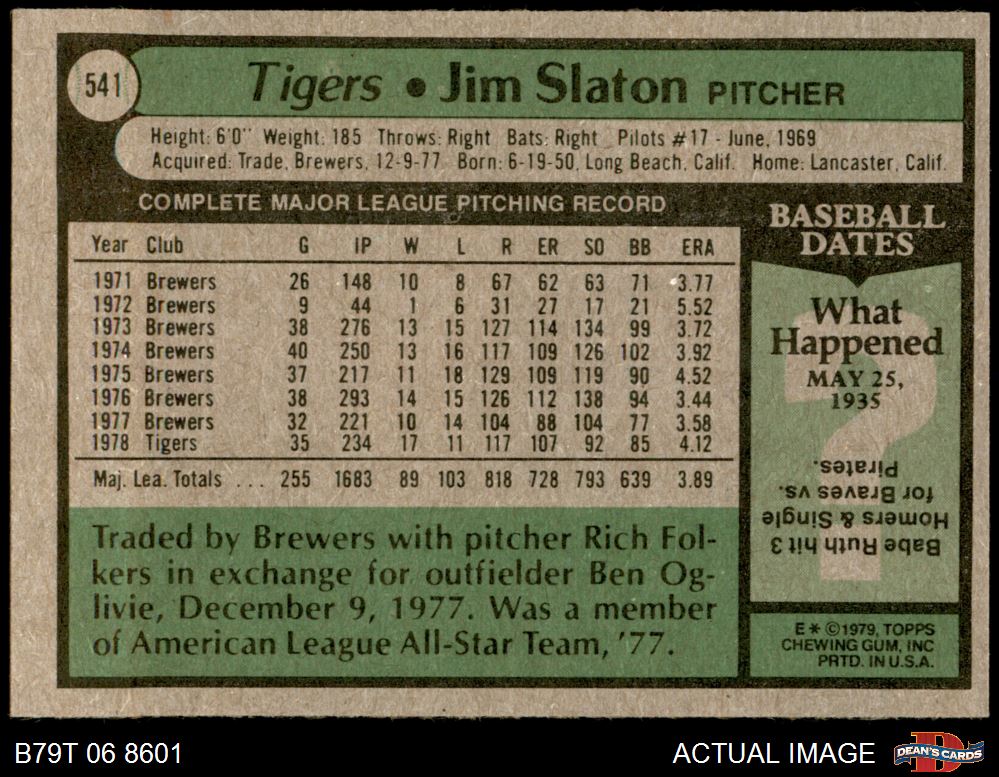 541
Tigers • Jim Slaton PITCHER
Height: 6'0" Weight: 185 Throws: Right Bats: Right Pilots #17 - June, 1969
Acquired: Trade, Brewers, 12-9-77 Born: 6-19-50, Long Beach, Calif. Home: Lancaster, Calif.
COMPLETE MAJOR LEAGUE PITCHING RECORD
Year Club G IP W L R ER SO BB ERA
1971 Brewers 26 148 10 8 67 62 63 71 3.77
1972 Brewers 9 44 1 6 31 27 17 21 5.52
1973 Brewers 38 276 13 15 127 114 134 99 3.72
1974 Brewers 40 250 13 16 117 109 126 102 3.92
1975 Brewers 37 217 11 18 129 109 119 90 4.52
1976 Brewers 38 293 14 15 126 112 138 94 3.44
1977 Brewers 32 221 10 14 104 88 104 77 3.58
1978 Tigers 35 234 17 11 117 107 92 85 4.12
Maj. Lea. Totals ... 255 1683 89 103 818 728 793 639 3.89
Traded by Brewers with pitcher Rich Fol-
kers in exchange for outfielder Ben Og-
livie, December 9, 1977. Was a member
of American League All-Star Team, '77.
BASEBALL
DATES
What
Happened
MAY 25,
1935
?
Babe Ruth hit 3
Homers & Single
for Braves vs.
Pirates.
E * ©1979, TOPPS
CHEWING GUM, INC
PRTD. IN U.S.A.
B79T 06 8601
ACTUAL IMAGE
D
DEAN'S CARDS